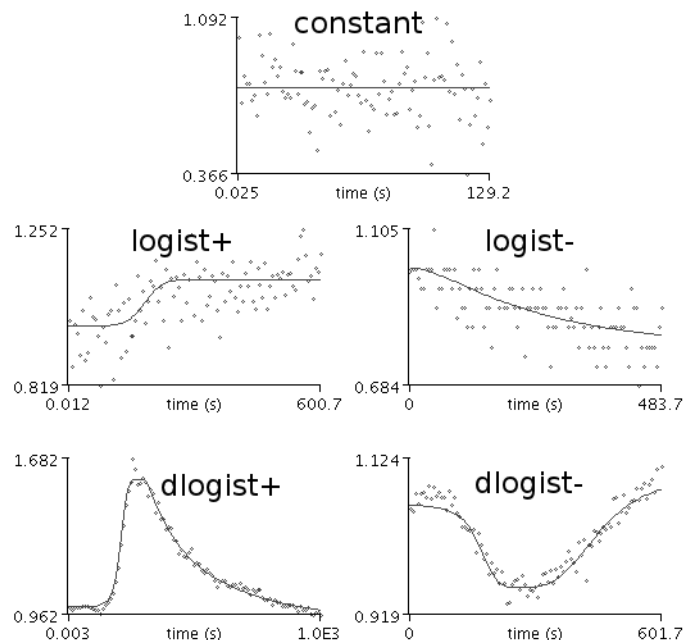 1.092
constant
0.366
0.025 time (s) 129.2
1.252
logist+
0.819
0.012 time (s) 600.7
1.105
logist-
0.684
0 time (s) 483.7
1.682
dlogist+
0.962
0.003 time (s) 1.0E3
1.124
dlogist-
0.919
0 time (s) 601.7